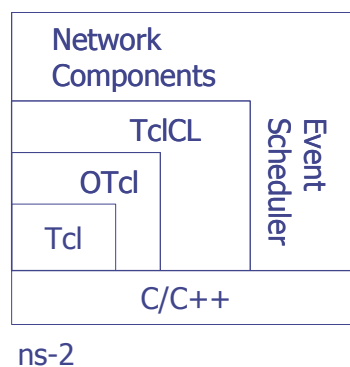 Network
Components
TclCL
Event
Scheduler
OTcl
Tcl
C/C++
ns-2